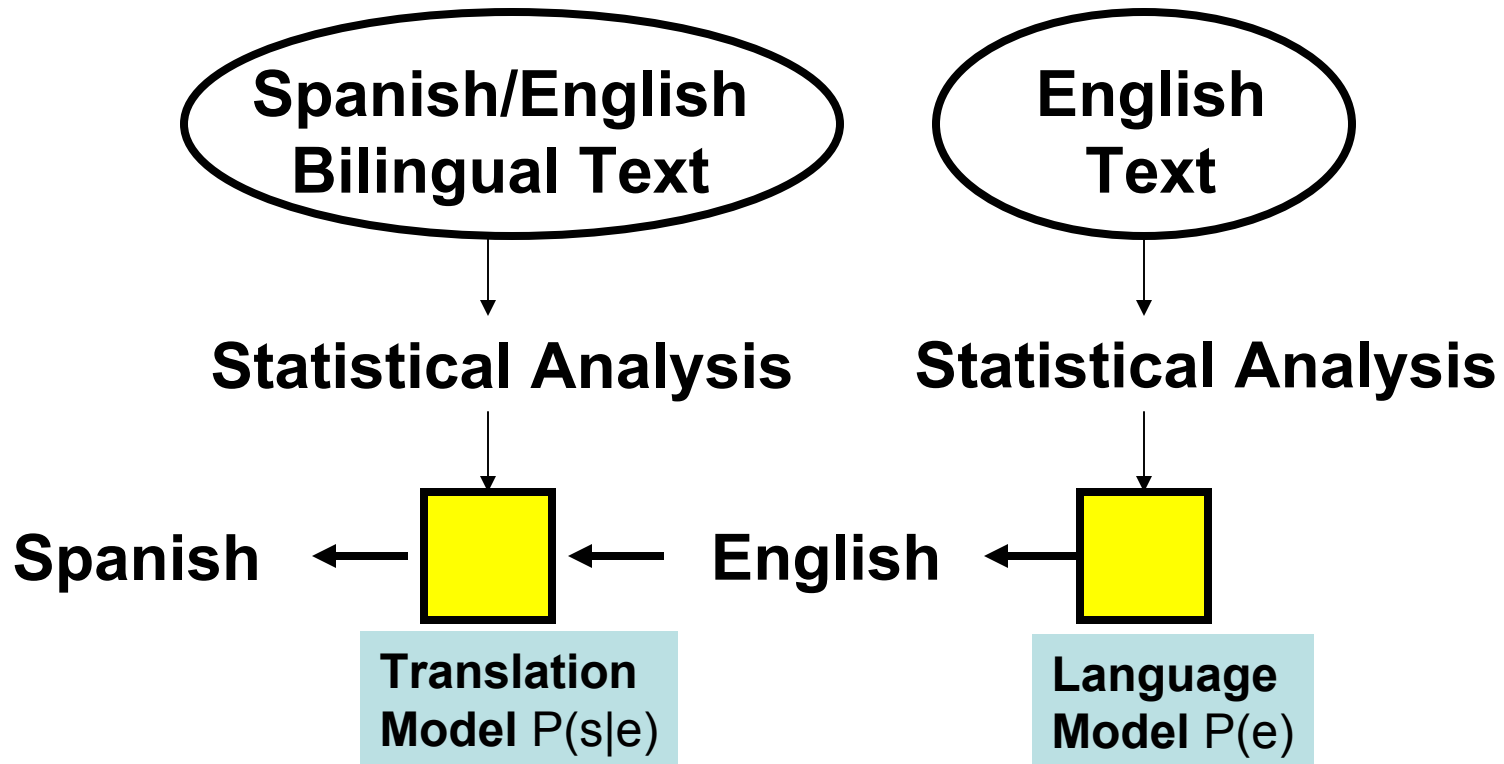 Spanish/English
Bilingual Text
English
Text
Statistical Analysis
Statistical Analysis
Spanish
English
Translation
Model P(s|e)
Language
Model P(e)